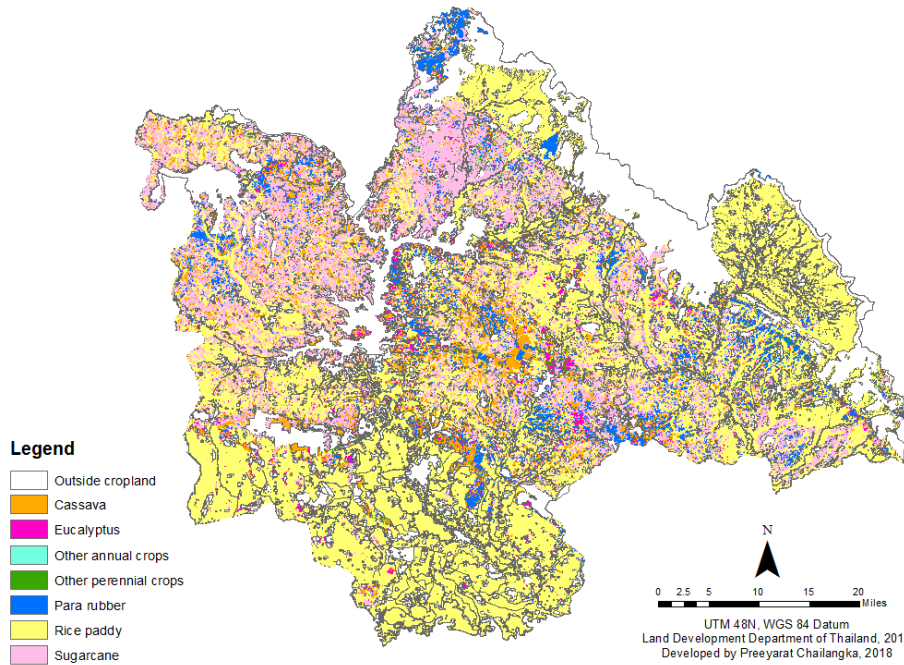 Legend
Outside cropland
Cassava
Eucalyptus
Other annual crops
Other perennial crops
Para rubber
Rice paddy
Sugarcane
N
0 2.5 5 10 15 20
Miles
UTM 48N, WGS 84 Datum
Land Development Department of Thailand, 201
Developed by Preeyarat Chailangka, 2018